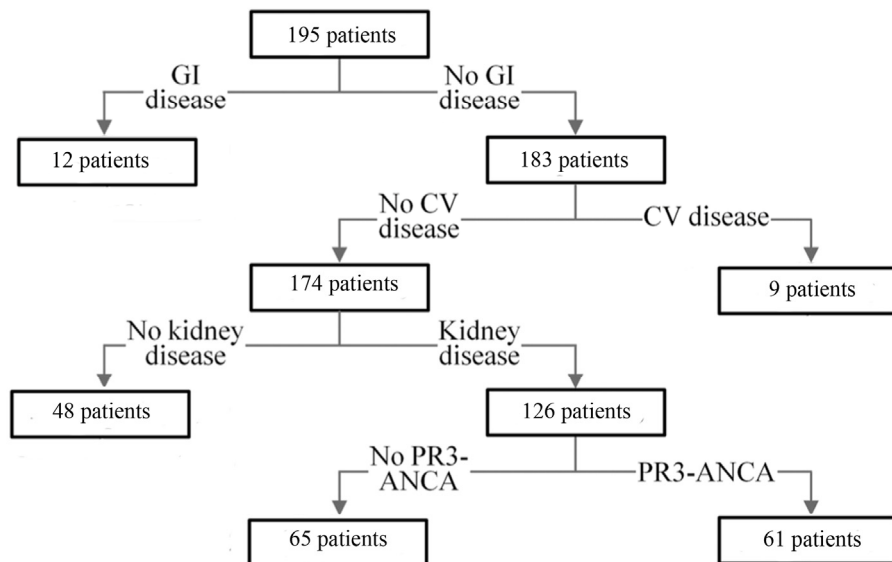 195 patients
GI
disease
No GI
disease
12 patients
183 patients
No CV
disease
CV disease
174 patients
9 patients
No kidney
disease
Kidney
disease
48 patients
126 patients
No PR3-
ANCA
PR3-ANCA
65 patients
61 patients